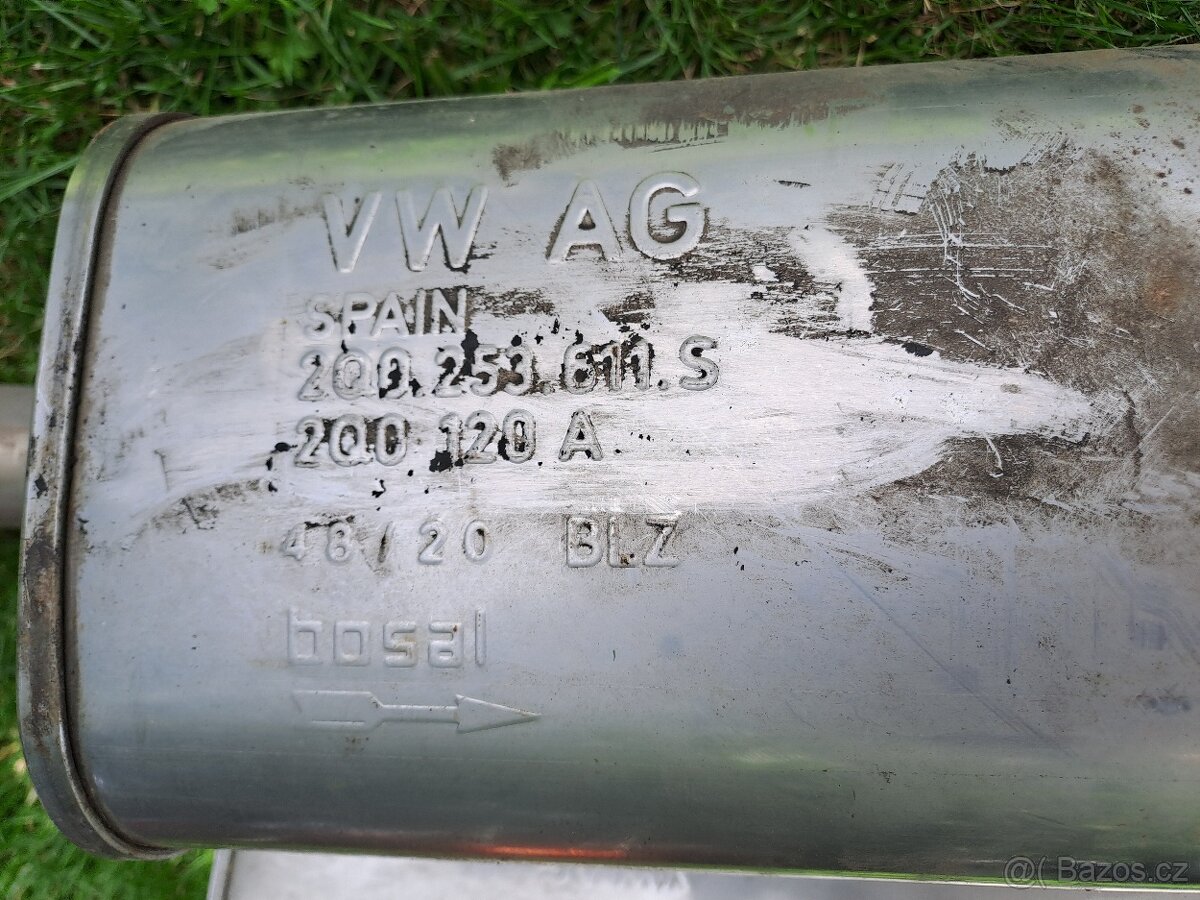 VW AG
SPAIN
2Q0.253.611.S
2Q0 120 A
48/20 BLZ
bosal
@( Bazos.cz